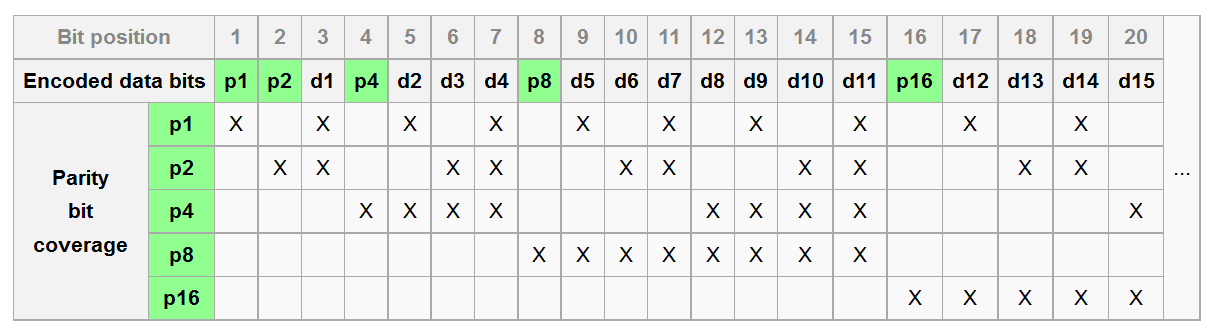 Bit position 1 2 3 4 5 6 7 8 9 10 11 12 13 14 15 16 17 18 19 20
Encoded data bits p1 p2 d1 p4 d2 d3 d4 p8 d5 d6 d7 d8 d9 d10 d11 p16 d12 d13 d14 d15
Parity
bit
coverage
p1 X X X X X X X X X X
p2 X X X X X X X X X
p4 X X X X X X X X X
p8 X X X X X X X X
p16 X X X X X
...